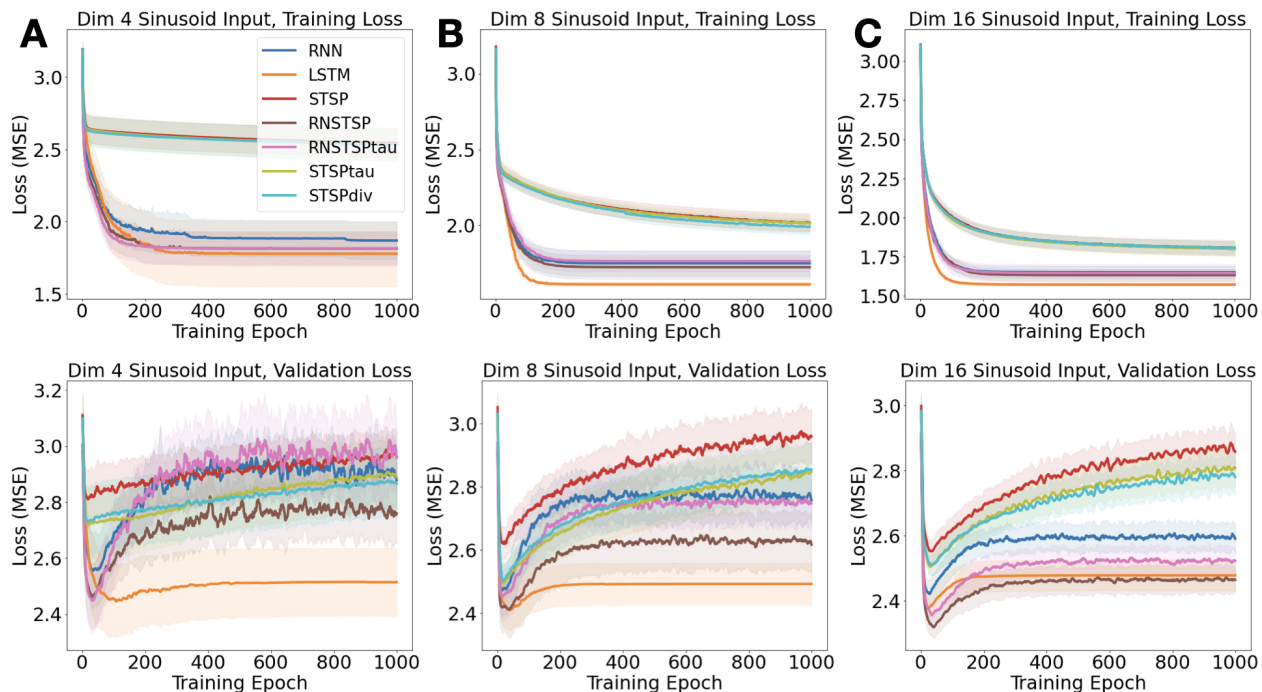 A
Dim 4 Sinusoid Input, Training Loss
Loss (MSE)
3.0
2.5
2.0
1.5
0 200 400 600 800 1000
Training Epoch
RNN
LSTM
STSP
RNSTSP
RNSTSPtau
STSPtau
STSPdiv
B
Dim 8 Sinusoid Input, Training Loss
Loss (MSE)
3.0
2.5
2.0
0 200 400 600 800 1000
Training Epoch
C
Dim 16 Sinusoid Input, Training Loss
Loss (MSE)
3.00
2.75
2.50
2.25
2.00
1.75
1.50
0 200 400 600 800 1000
Training Epoch
Dim 4 Sinusoid Input, Validation Loss
Loss (MSE)
3.2
3.0
2.8
2.6
2.4
0 200 400 600 800 1000
Training Epoch
Dim 8 Sinusoid Input, Validation Loss
Loss (MSE)
3.0
2.8
2.6
2.4
0 200 400 600 800 1000
Training Epoch
Dim 16 Sinusoid Input, Validation Loss
Loss (MSE)
3.0
2.8
2.6
2.4
0 200 400 600 800 1000
Training Epoch